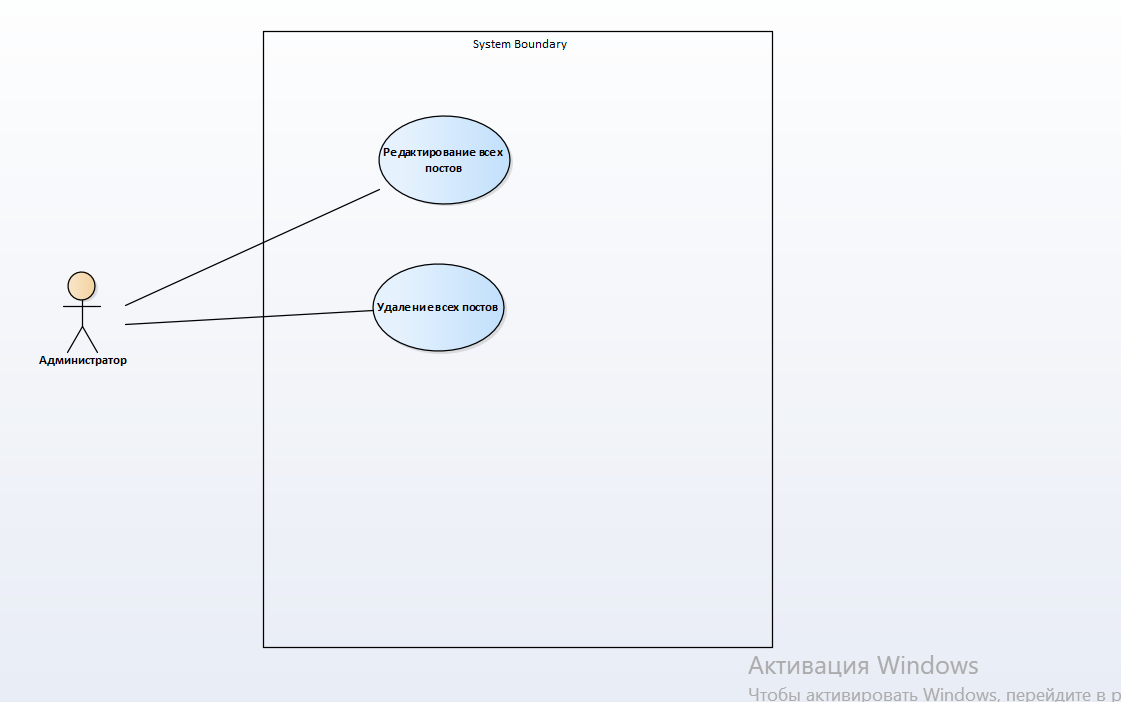 System Boundary
Редактирование всех
постов
Удаление всех постов
Администратор
Активация Windows
Чтобы активировать Windows, перейдите в р